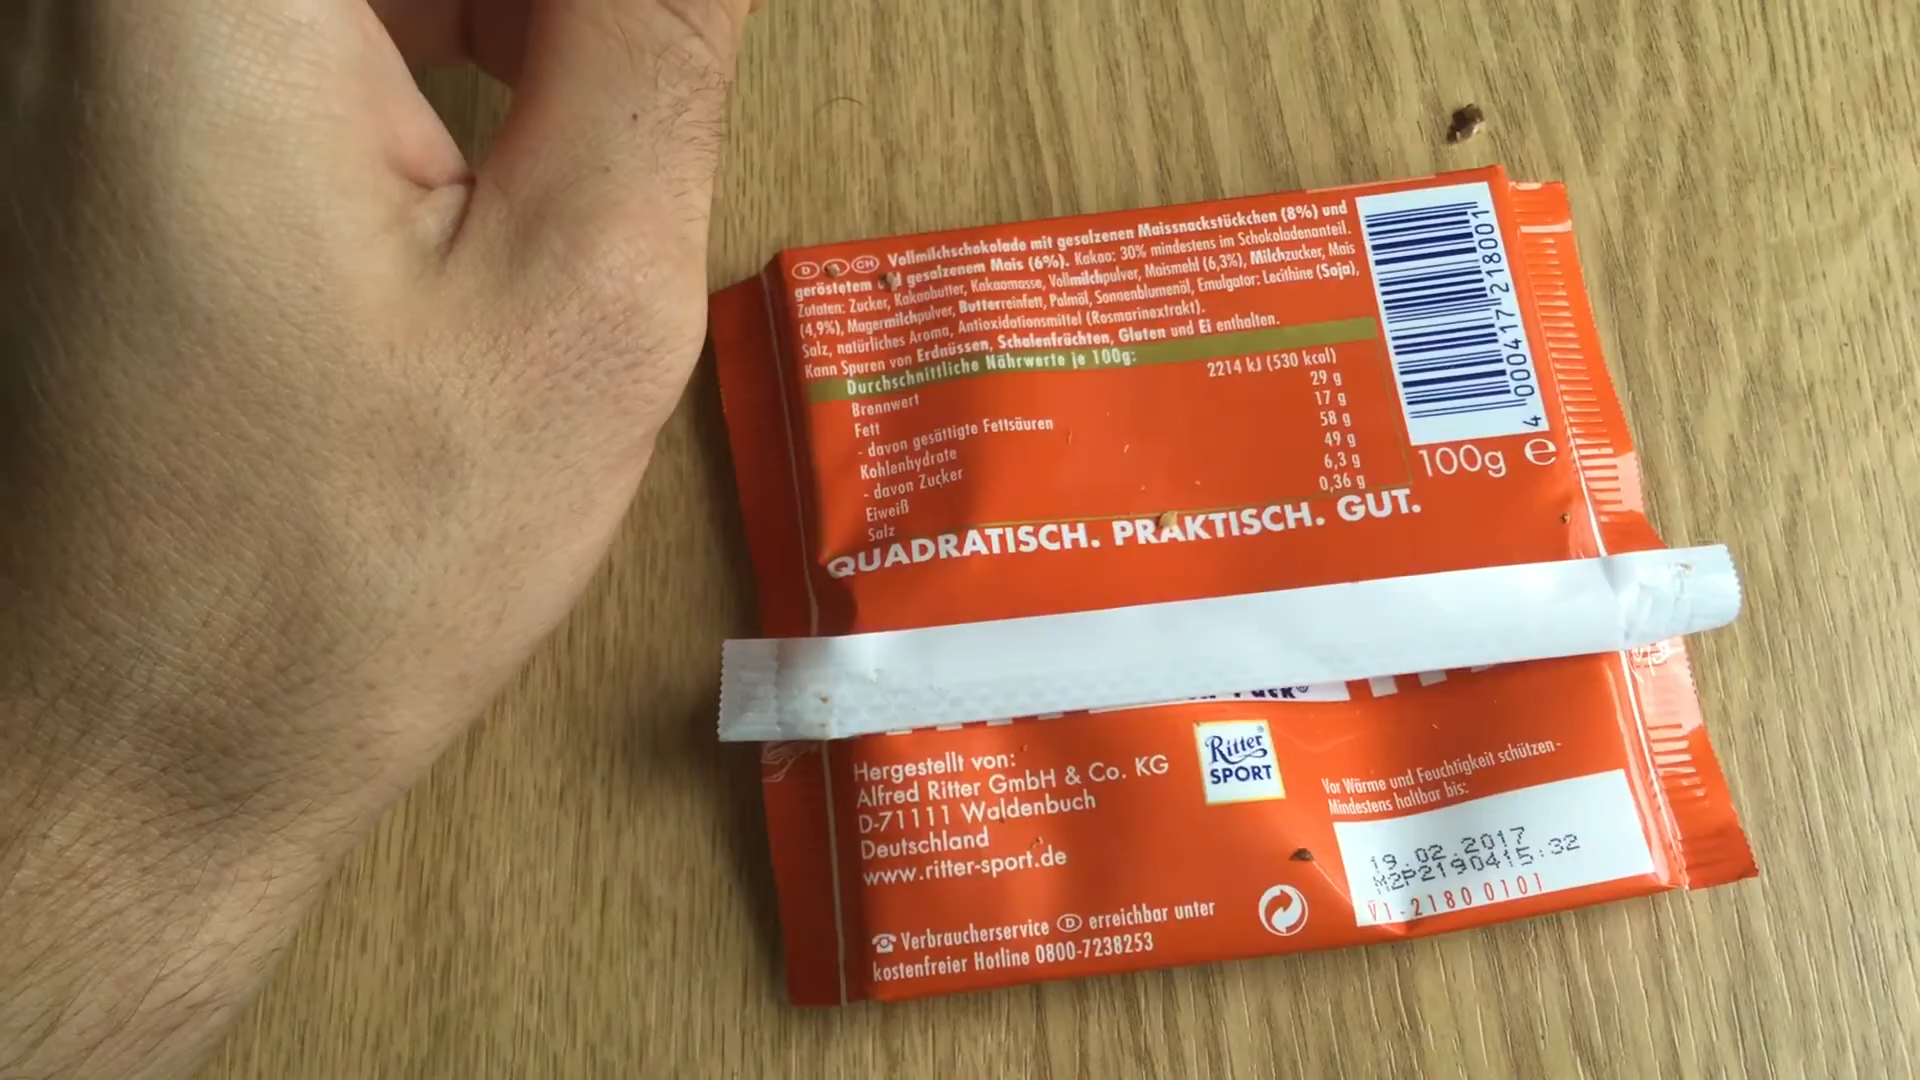 D CH Vollmilchschokolade mit gesalzenen Maissnackstückchen (8%) und
geröstetem gesalzenem Mais (6%). Kakao: 30% mindestens im Schokoladenanteil.
Zutaten: Zucker, Kakaobutter, Kakaomasse, Vollmilchpulver, Maismehl (6,3%), Milchzucker, Mais
(4,9%), Magermilchpulver, Butterreinfett, Palmöl, Sonnenblumenöl, Emulgator: Lecithine (Soja),
Salz, natürliches Aroma, Antioxidationsmittel (Rosmarinextrakt).
Kann Spuren von Erdnüssen, Schalenfrüchten, Gluten und Ei enthalten.
Durchschnittliche Nährwerte je 100g:
Brennwert 2214 kJ (530 kcal)
Fett 29 g
- davon gesättigte Fettsäuren 17 g
Kohlenhydrate 58 g
- davon Zucker 49 g
Eiweiß 6,3 g
Salz 0,36 g
4 000417 218001
100g e
QUADRATISCH. PRAKTISCH. GUT.
Hergestellt von:
Alfred Ritter GmbH & Co. KG
D-71111 Waldenbuch
Deutschland
www.ritter-sport.de
Ritter
SPORT
Vor Wärme und Feuchtigkeit schützen-
Mindestens haltbar bis:
19.02.2017
M2P2190415:32
V1-2180 0101
Verbraucherservice D erreichbar unter
kostenfreier Hotline 0800-7238253